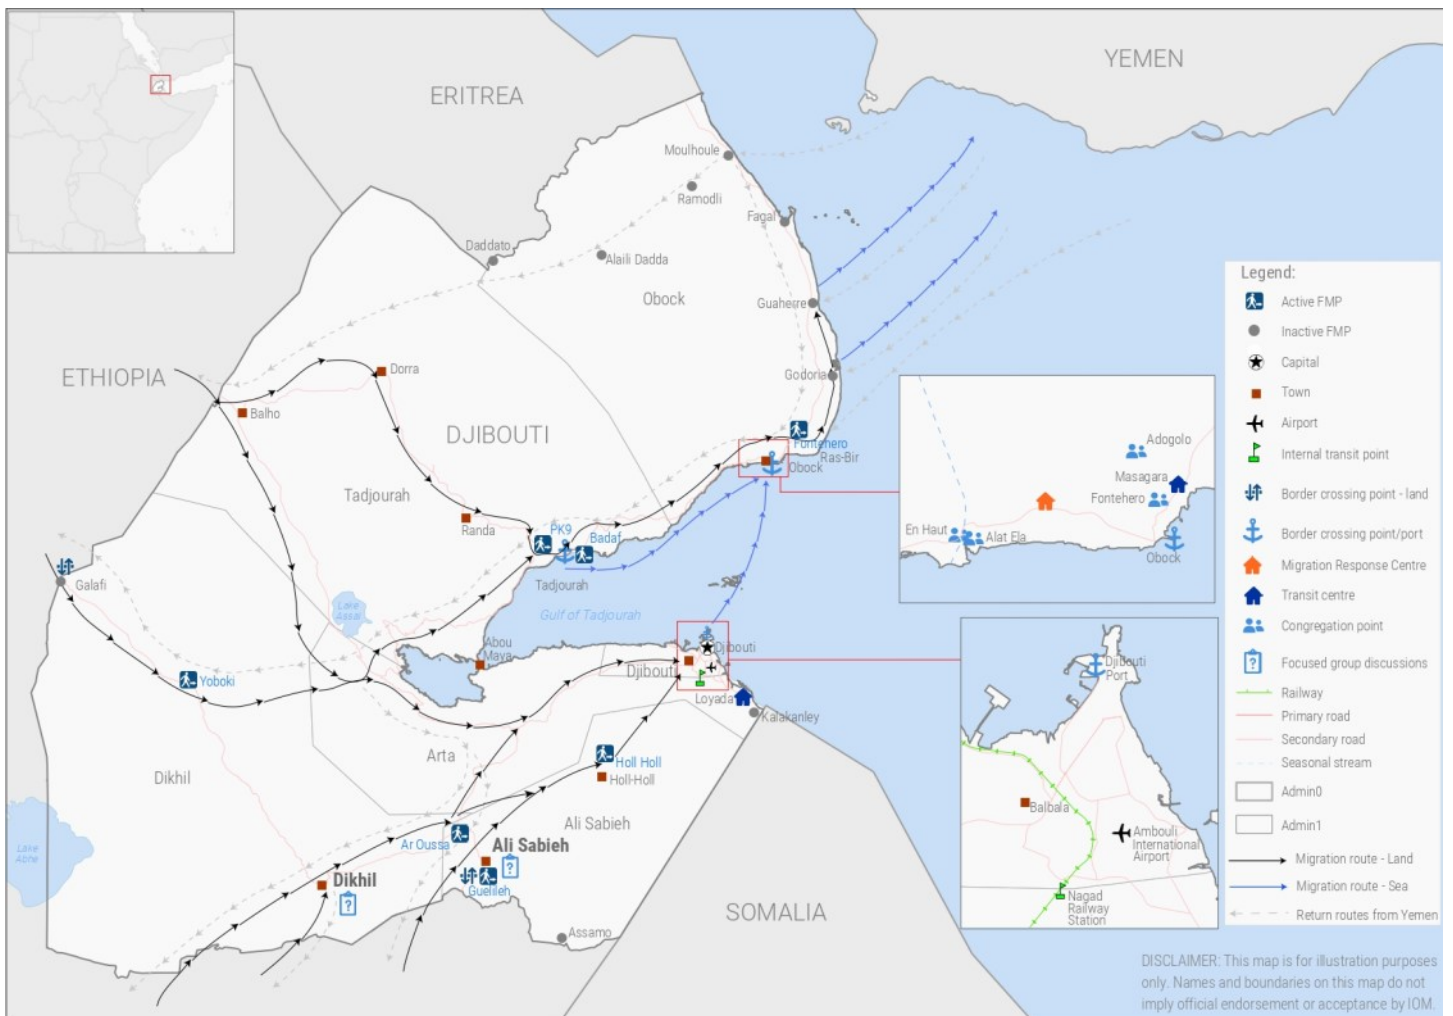 YEMEN
ERITREA
Moulhoule
Ramodli
Fagal
Daddato
Alaili Dadda
Obock
Guaherre
ETHIOPIA
Dorra
Godoria
Balho
DJIBOUTI
Fontehero
Ras-Bir
Obock
Tadjourah
Randa
PK9
Badaf
Galafi
Tadjourah
Lake
Assal
Gulf of Tadjourah
Abou
Maya
Djibouti
Djibouti
Yoboki
Loyada
Kalakanley
Arta
Holl Holl
Dikhil
Holl-Holl
Ali Sabieh
Ar Oussa
Ali Sabieh
Lake
Abhe
Dikhil
Guelileh
SOMALIA
Assamo
Adogolo
Masagara
Fontehero
En Haut
Alat Ela
Obock
Djibouti
Port
Balbala
Ambouli
International
Airport
Nagad
Railway
Station
Legend:
Active FMP
Inactive FMP
Capital
Town
Airport
Internal transit point
Border crossing point - land
Border crossing point/port
Migration Response Centre
Transit centre
Congregation point
Focused group discussions
Railway
Primary road
Secondary road
Seasonal stream
Admin0
Admin1
Migration route - Land
Migration route - Sea
Return routes from Yemen
DISCLAIMER: This map is for illustration purposes
only. Names and boundaries on this map do not
imply official endorsement or acceptance by IOM.